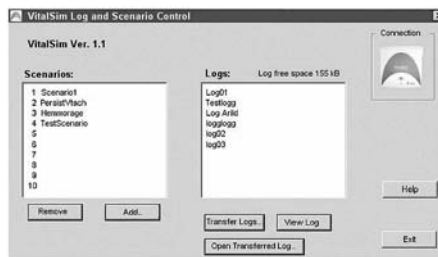 VitalSim Log and Scenario Control
VitalSim Ver. 1.1
Connection
Scenarios:
1 Scenario1
2 PersistVtach
3 Hemmorage
4 TestScenario
5
6
7
8
9
10
Remove
Add..
Logs:
Log free space 155 kB
Log01
Testlogg
Log Arild
logglogg
log02
log03
Transfer Logs..
View Log
Open Transferred Log..
Help
Exit